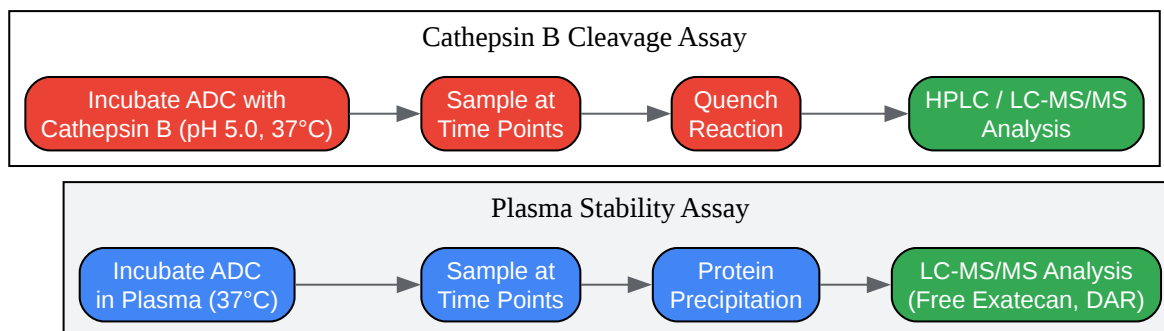 Cathepsin B Cleavage Assay
Incubate ADC with
Cathepsin B (pH 5.0, 37°C)
Sample at
Time Points
Quench
Reaction
HPLC / LC-MS/MS
Analysis
Plasma Stability Assay
Incubate ADC
in Plasma (37°C)
Sample at
Time Points
Protein
Precipitation
LC-MS/MS Analysis
(Free Exatecan, DAR)